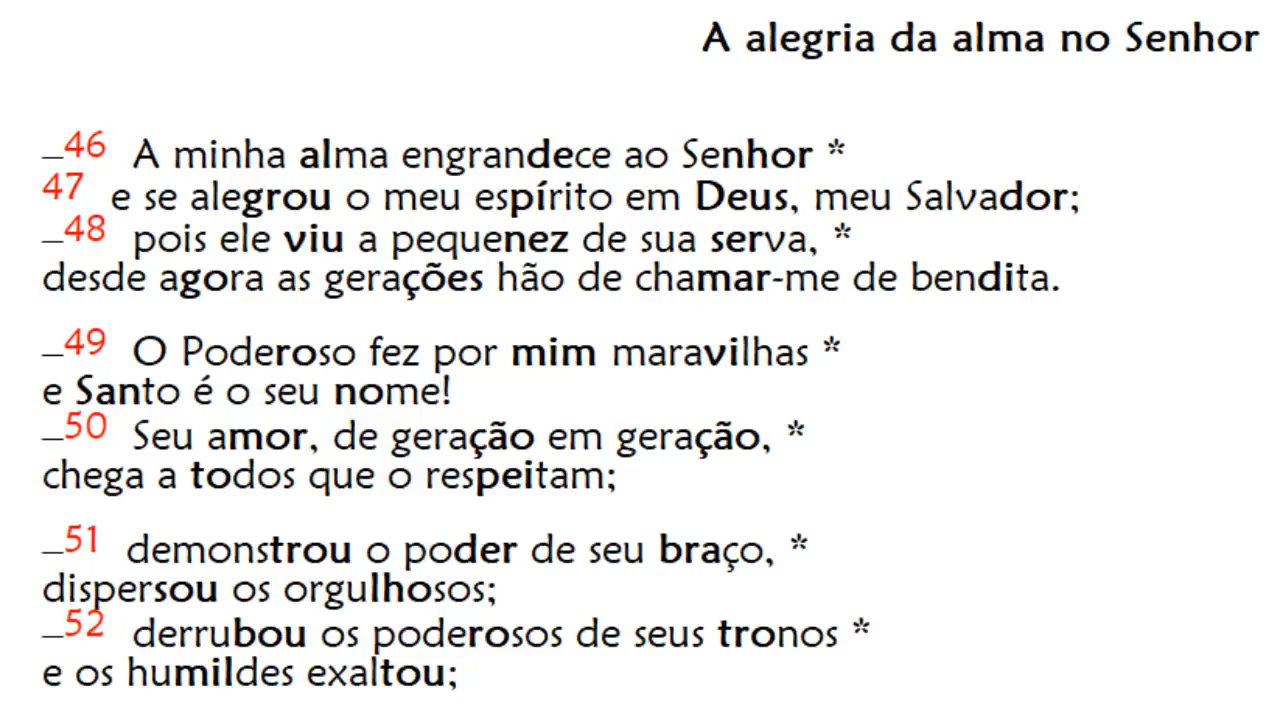 A alegria da alma no Senhor
–46 A minha alma engrandece ao Senhor *
47 e se alegrou o meu espírito em Deus, meu Salvador;
–48 pois ele viu a pequenez de sua serva, *
desde agora as gerações hão de chamar-me de bendita.
–49 O Poderoso fez por mim maravilhas *
e Santo é o seu nome!
–50 Seu amor, de geração em geração, *
chega a todos que o respeitam;
–51 demonstrou o poder de seu braço, *
dispersou os orgulhosos;
–52 derrubou os poderosos de seus tronos *
e os humildes exaltou;